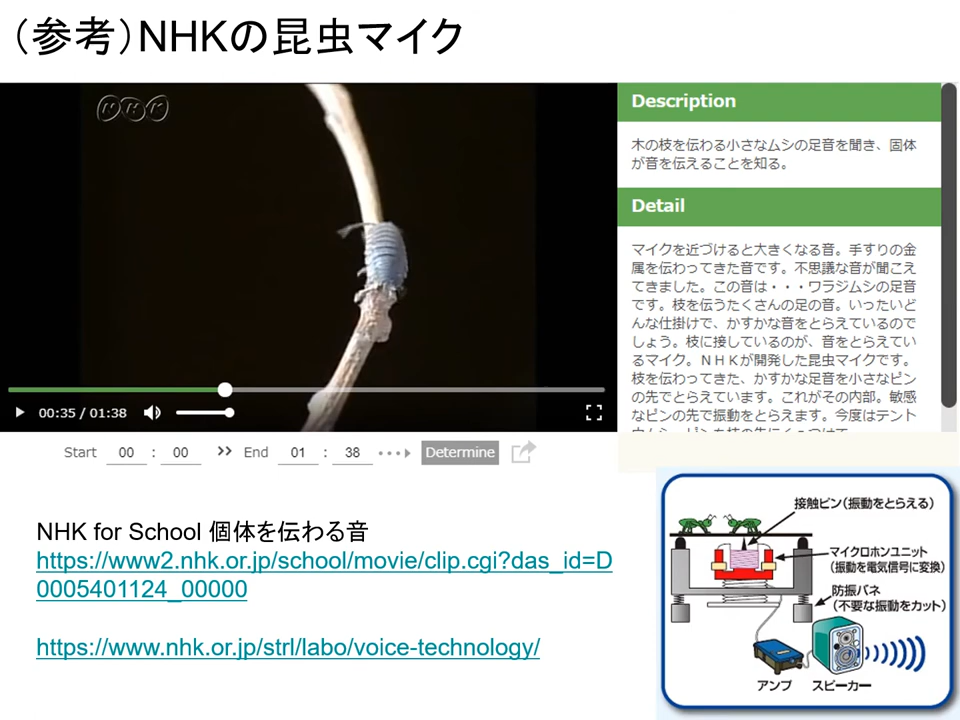 （参考）NHKの昆虫マイク
NHK
Description
木の枝を伝わる小さなムシの足音を聞き、固体
が音を伝えることを知る。
Detail
マイクを近づけると大きくなる音。手すりの金
属を伝わってきた音です。不思議な音が聞こえ
てきました。この音は・・・ワラジムシの足音
です。枝を伝うたくさんの足の音。いったいど
んな仕掛けで、かすかな音をとらえているので
しょう。枝に接しているのが、音をとらえてい
るマイク。ＮＨＫが開発した昆虫マイクです。
枝を伝わってきた、かすかな足音を小さなピン
の先でとらえています。これがその内部。敏感
なピンの先で振動をとらえます。今度はテント
00:35 / 01:38
Start 00 : 00 >> End 01 : 38 Determine
NHK for School 個体を伝わる音
https://www2.nhk.or.jp/school/movie/clip.cgi?das_id=D
0005401124_00000
https://www.nhk.or.jp/strl/labo/voice-technology/
接触ピン（振動をとらえる）
マイクロホンユニット
（振動を電気信号に変換）
防振バネ
（不要な振動をカット）
アンプ スピーカー